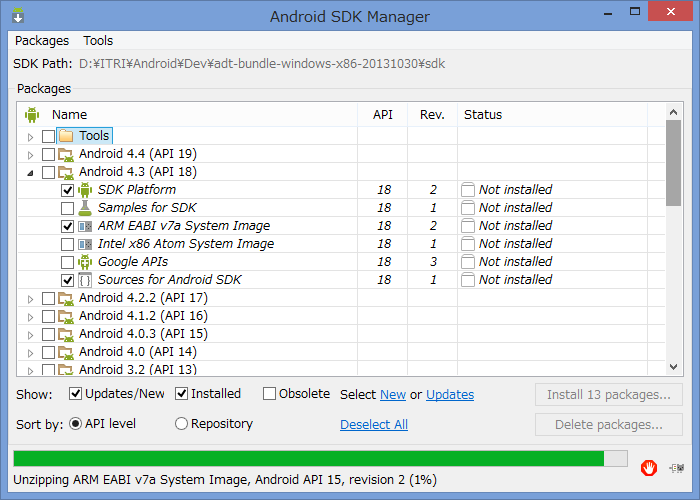 Android SDK Manager
Packages Tools
SDK Path: D:¥ITRI¥Android¥Dev¥adt-bundle-windows-x86-20131030¥sdk
Packages
Name API Rev. Status
Tools
Android 4.4 (API 19)
Android 4.3 (API 18)
SDK Platform 18 2 Not installed
Samples for SDK 18 1 Not installed
ARM EABI v7a System Image 18 2 Not installed
Intel x86 Atom System Image 18 1 Not installed
Google APIs 18 3 Not installed
Sources for Android SDK 18 1 Not installed
Android 4.2.2 (API 17)
Android 4.1.2 (API 16)
Android 4.0.3 (API 15)
Android 4.0 (API 14)
Android 3.2 (API 13)
Show: Updates/New Installed Obsolete Select New or Updates Install 13 packages...
Sort by: API level Repository Deselect All Delete packages...
Unzipping ARM EABI v7a System Image, Android API 15, revision 2 (1%)